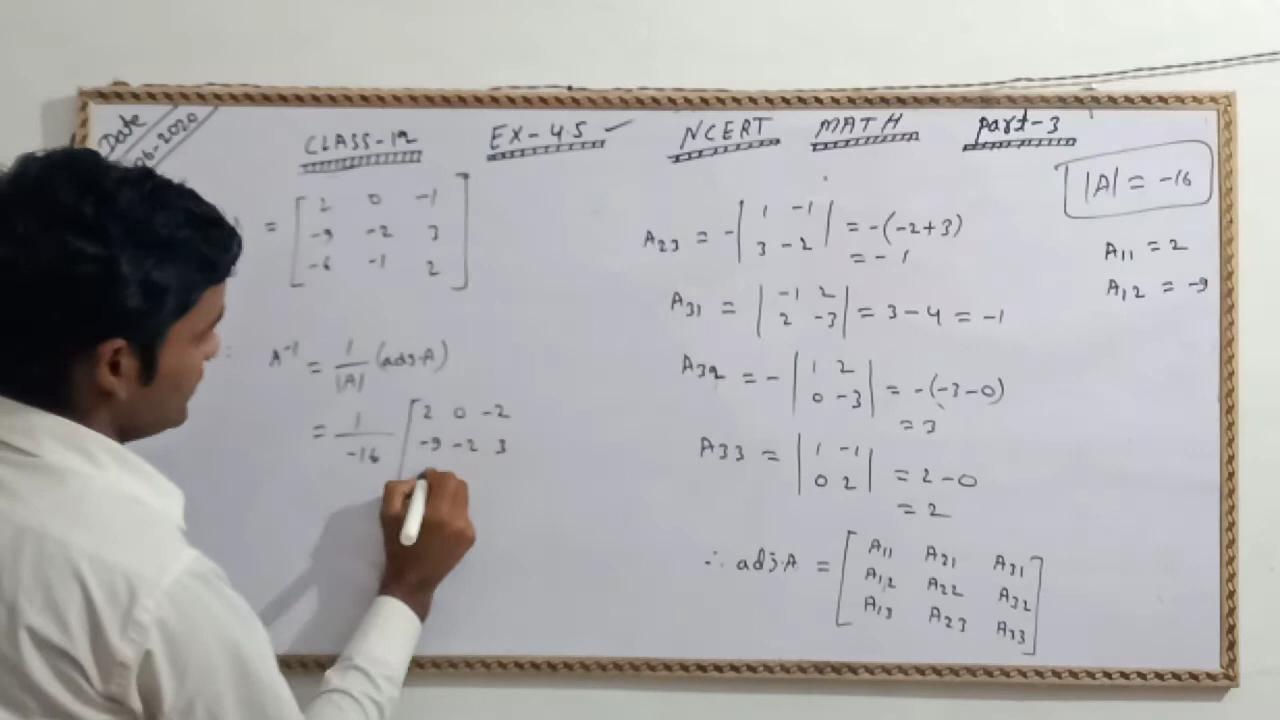 Date
06-2020
CLASS-12 EX-4.5 ✓ NCERT MATH part-3
= [2 0 -1
-9 -2 3
-6 -1 2]
A⁻¹ = 1/|A| (adj.A)
= 1/-16 [2 0 -2
-9 -2 3
A23 = -|1 -1
3 -2| = -(-2+3)
= -1
A31 = |-1 2
2 -3| = 3-4 = -1
A32 = -|1 2
0 -3| = -(-3-0)
= 3
A33 = |1 -1
0 2| = 2-0
= 2
∴ adj.A = [A11 A21 A31
A12 A22 A32
A13 A23 A33]
|A| = -16
A11 = 2
A12 = -9